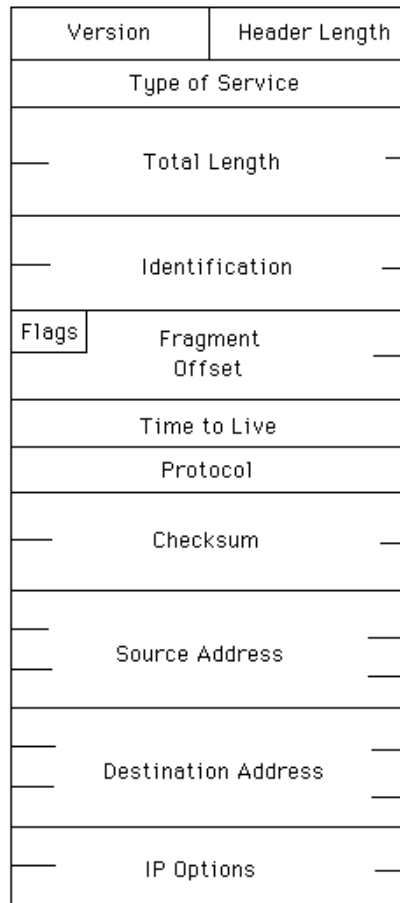 Version
Header Length
Type of Service
Total Length
Identification
Flags
Fragment
Offset
Time to Live
Protocol
Checksum
Source Address
Destination Address
IP Options